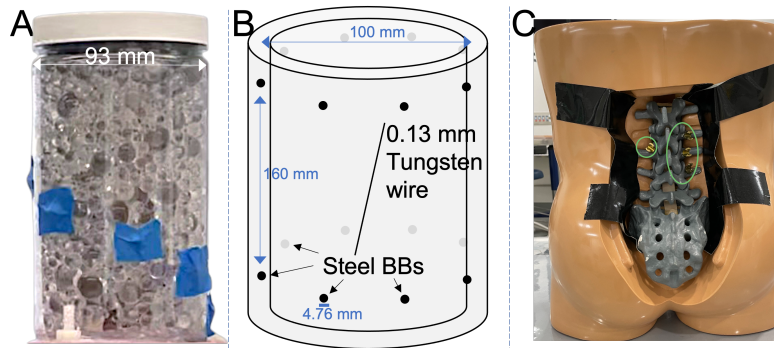 A
93 mm
B
100 mm
160 mm
0.13 mm
Tungsten
wire
Steel BBs
4.76 mm
C